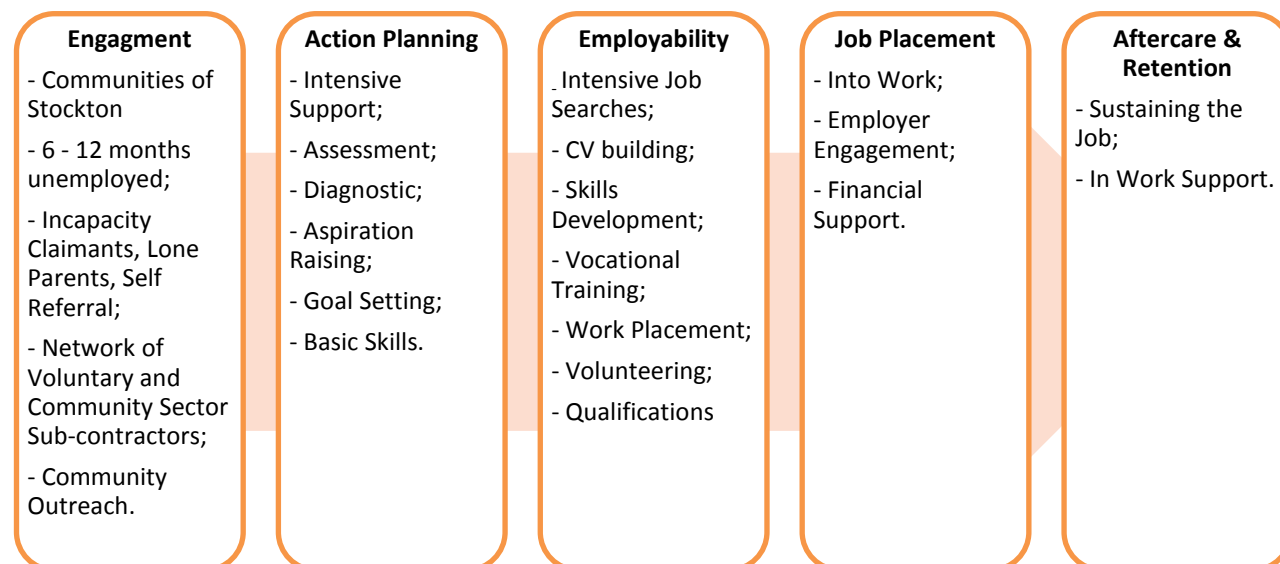 Engagment
- Communities of
Stockton
- 6 - 12 months
unemployed;
- Incapacity
Claimants, Lone
Parents, Self
Referral;
- Network of
Voluntary and
Community Sector
Sub-contractors;
- Community
Outreach.
Action Planning
- Intensive
Support;
- Assessment;
- Diagnostic;
- Aspiration
Raising;
- Goal Setting;
- Basic Skills.
Employability
- Intensive Job
Searches;
- CV building;
- Skills
Development;
- Vocational
Training;
- Work Placement;
- Volunteering;
- Qualifications
Job Placement
- Into Work;
- Employer
Engagement;
- Financial
Support.
Aftercare &
Retention
- Sustaining the
Job;
- In Work Support.